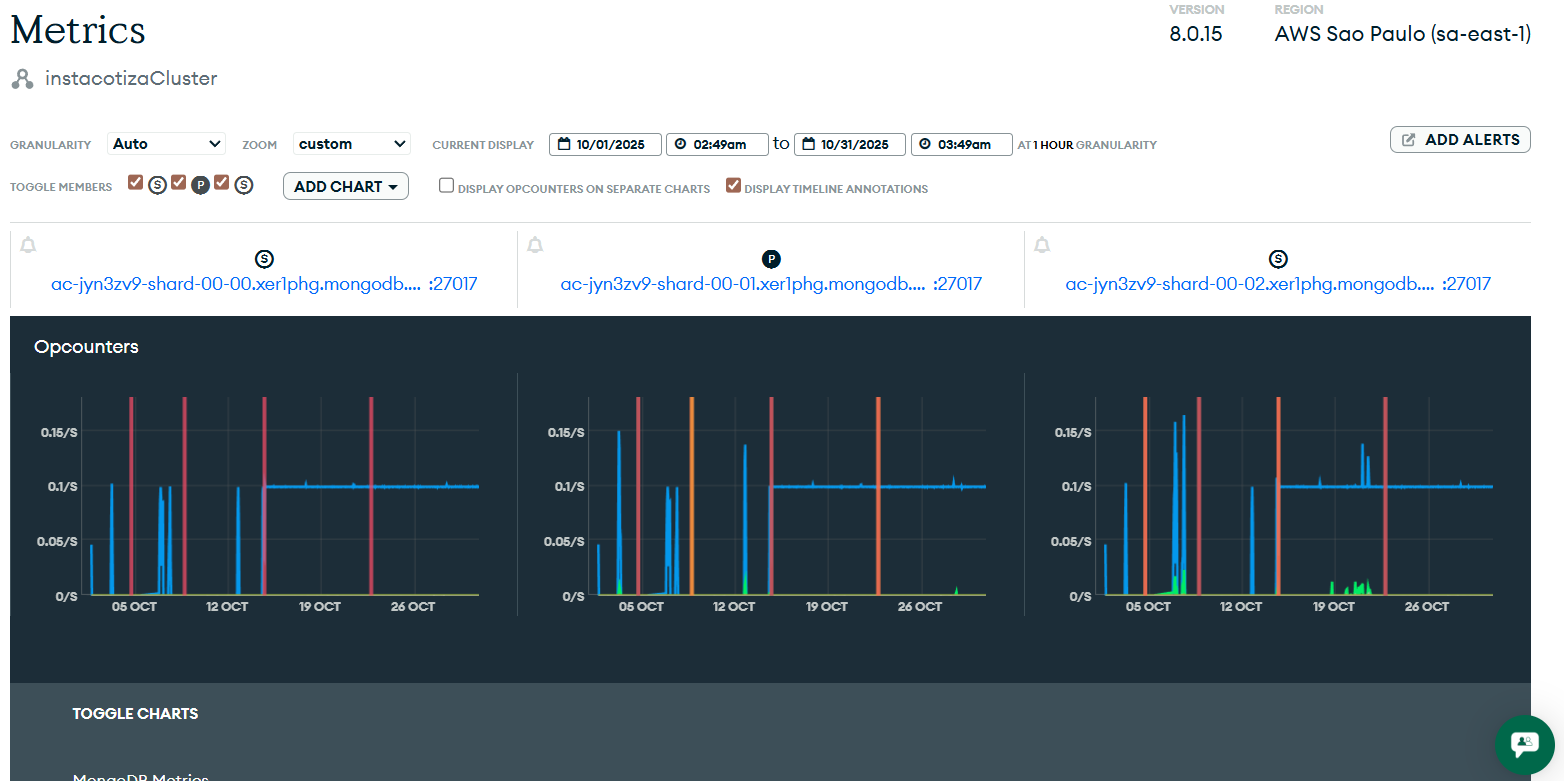 Metrics
VERSION
8.0.15
REGION
AWS Sao Paulo (sa-east-1)
instacotizaCluster
GRANULARITY Auto ZOOM custom CURRENT DISPLAY 10/01/2025 02:49am to 10/31/2025 03:49am AT 1 HOUR GRANULARITY
ADD ALERTS
TOGGLE MEMBERS S P S ADD CHART DISPLAY OPCOUNTERS ON SEPARATE CHARTS DISPLAY TIMELINE ANNOTATIONS
S
ac-jyn3zv9-shard-00-00.xer1phg.mongodb.... :27017
P
ac-jyn3zv9-shard-00-01.xer1phg.mongodb.... :27017
S
ac-jyn3zv9-shard-00-02.xer1phg.mongodb.... :27017
Opcounters
0.15/S
0.1/S
0.05/S
0/S
05 OCT 12 OCT 19 OCT 26 OCT
0.15/S
0.1/S
0.05/S
0/S
05 OCT 12 OCT 19 OCT 26 OCT
0.15/S
0.1/S
0.05/S
0/S
05 OCT 12 OCT 19 OCT 26 OCT
TOGGLE CHARTS
MongoDB Metrics